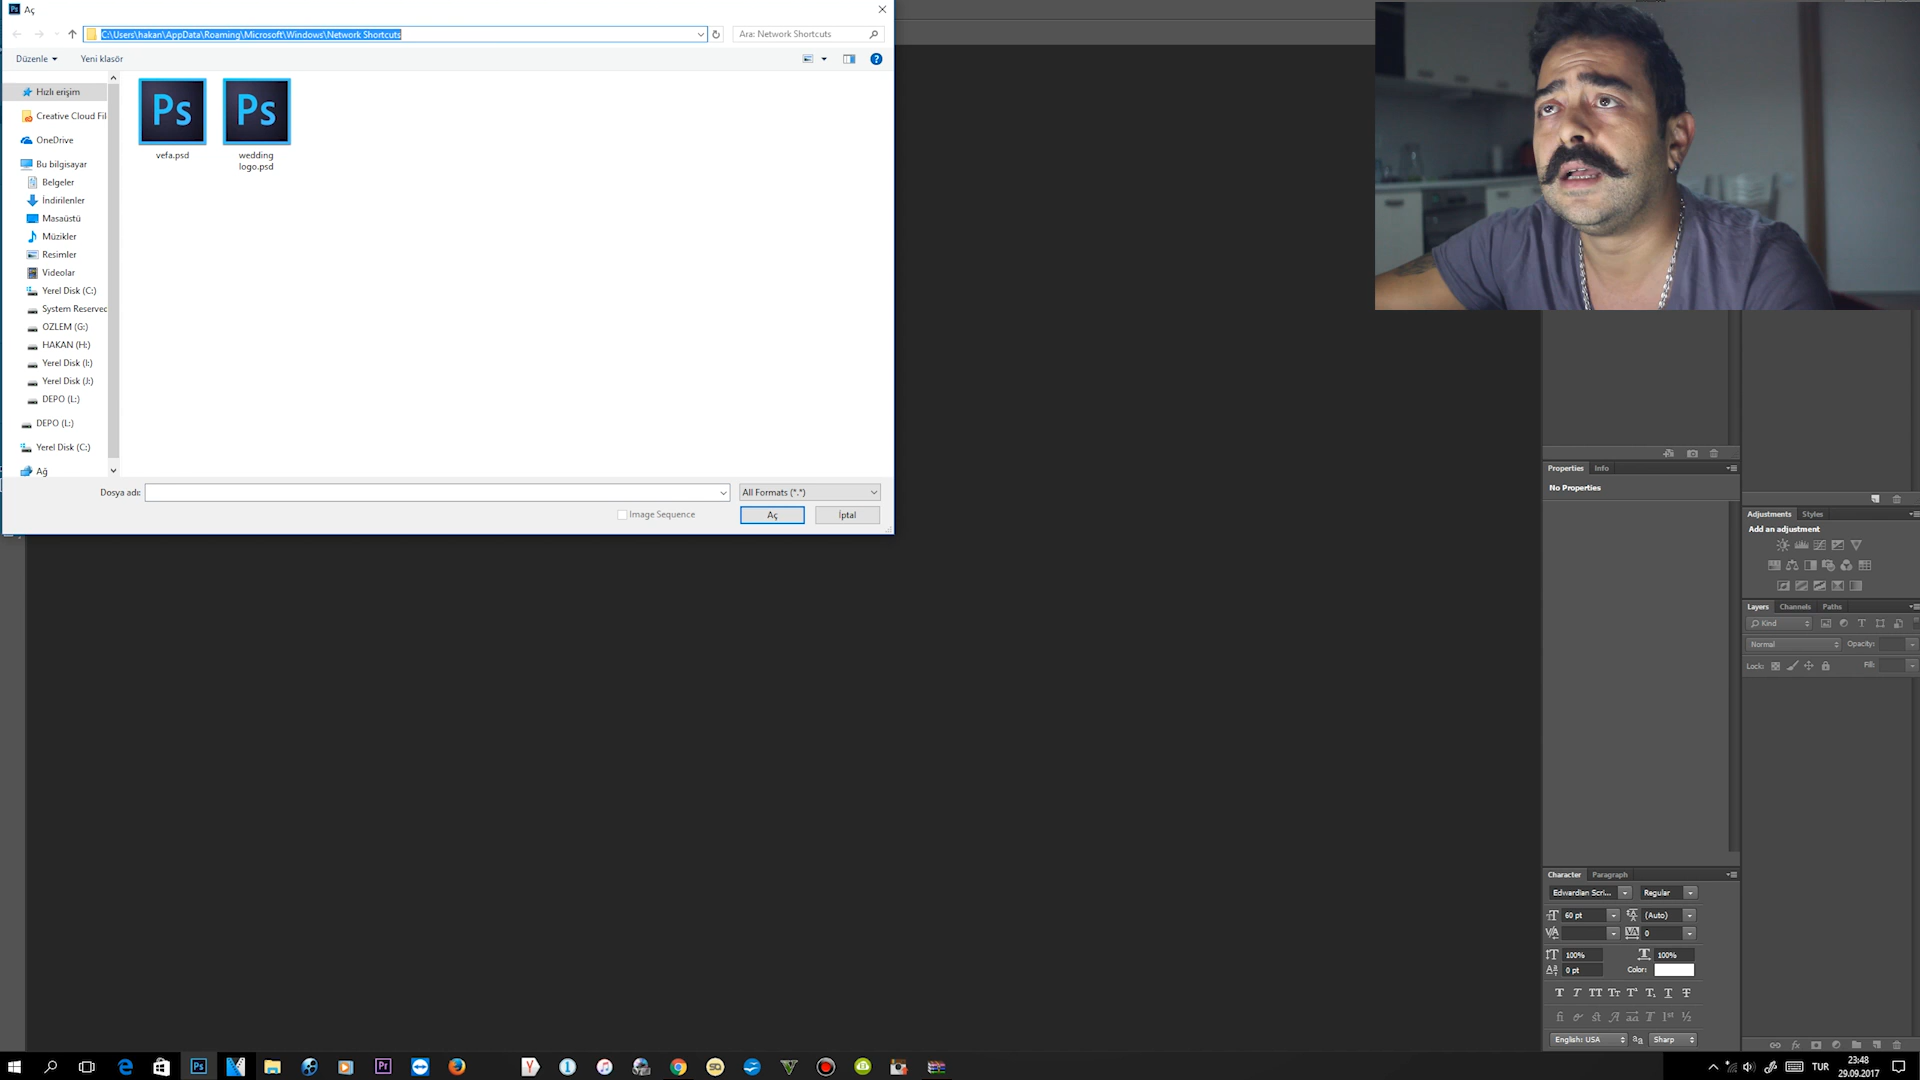 Ps Aç
C:\Users\hakan\AppData\Roaming\Microsoft\Windows\Network Shortcuts
Ara: Network Shortcuts
Düzenle
Yeni klasör
Hızlı erişim
Creative Cloud Fil
OneDrive
Bu bilgisayar
Belgeler
İndirilenler
Masaüstü
Müzikler
Resimler
Videolar
Yerel Disk (C:)
System Reserved
OZLEM (G:)
HAKAN (H:)
Yerel Disk (I:)
Yerel Disk (J:)
DEPO (L:)
DEPO (L:)
Yerel Disk (C:)
Ağ
Ps
vefa.psd
Ps
wedding
logo.psd
Dosya adı:
All Formats (*.*)
Image Sequence
Aç
İptal
Properties
Info
No Properties
Adjustments
Styles
Add an adjustment
Layers
Channels
Paths
Kind
Normal
Opacity:
Lock:
Fill:
Character
Paragraph
Edwardian Scri...
Regular
60 pt
(Auto)
0
100%
100%
0 pt
Color:
English: USA
Sharp
TUR
23:48
29.09.2017